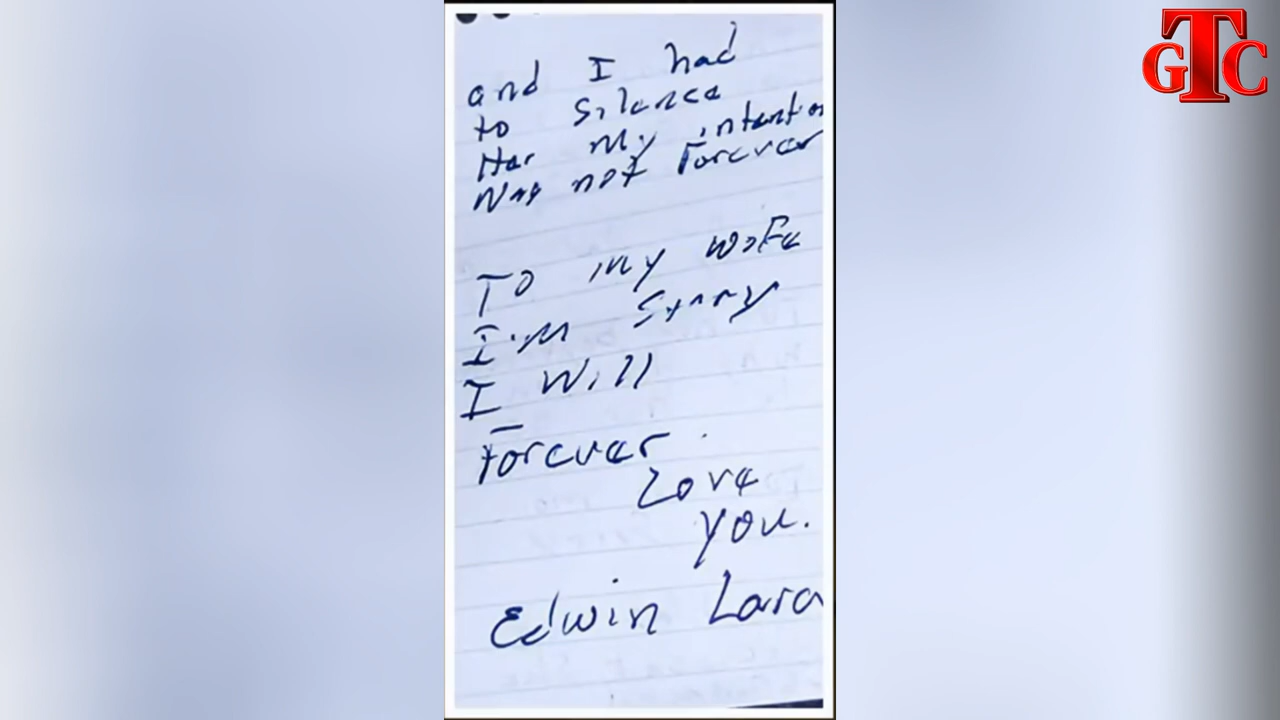 and I had
to Silence
Her My intention
Was not Forever
To my wife
I'm Sorry
I Will
Forever
Love
you.
Edwin Lara
GTC